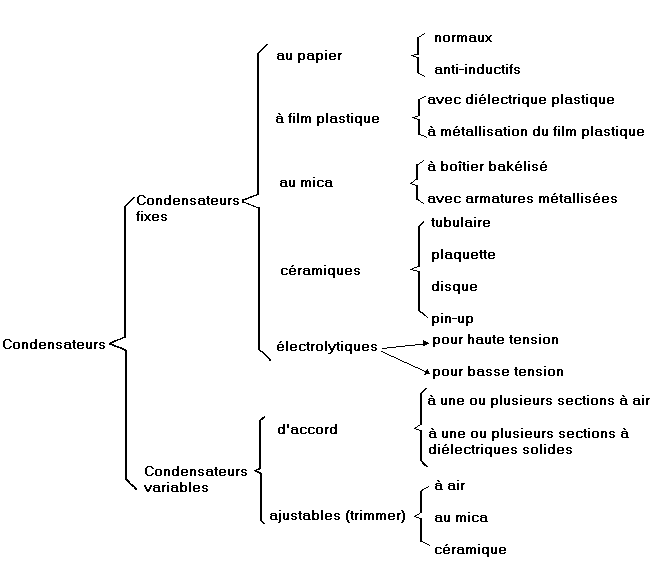 normaux
au papier
anti-inductifs
avec diélectrique plastique
à film plastique
à métallisation du film plastique
à boîtier bakélisé
au mica
avec armatures métallisées
Condensateurs
fixes
tubulaire
plaquette
céramiques
disque
pin-up
Condensateurs
électrolytiques
pour haute tension
pour basse tension
à une ou plusieurs sections à air
d'accord
à une ou plusieurs sections à
diélectriques solides
Condensateurs
variables
à air
ajustables (trimmer)
au mica
céramique